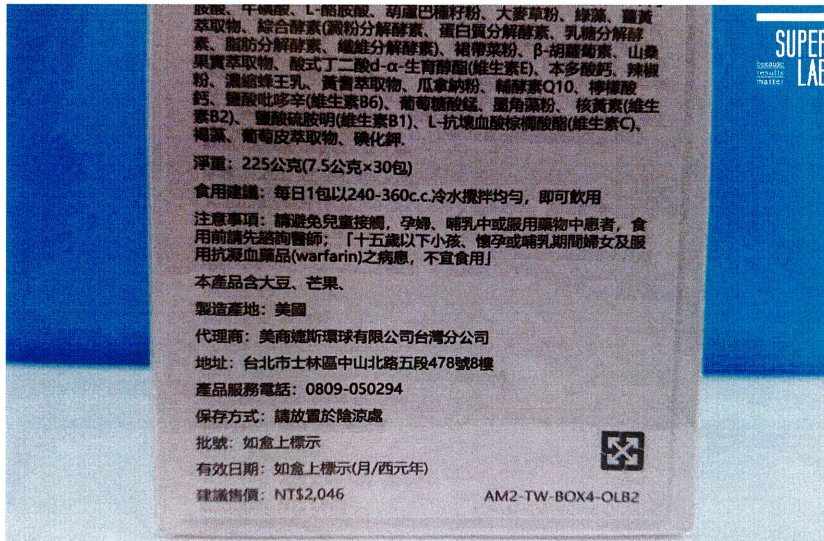 胺酸、牛磺酸、L-酪胺酸、葫蘆巴種籽粉、大麥草粉、綠藻、薑黃
萃取物、綜合酵素(澱粉分解酵素、蛋白質分解酵素、乳糖分解酵
素、脂肪分解酵素、纖維分解酵素)、裙帶菜粉、β-胡蘿蔔素、山桑
果實萃取物、酸式丁二酸d-α-生育醇酯(維生素E)、本多酸鈣、辣椒
粉、濃縮蜂王乳、黃耆萃取物、瓜拿納粉、輔酵素Q10、檸檬酸
鈣、鹽酸吡哆辛(維生素B6)、葡萄糖酸錳、墨角藻粉、核黃素(維生
素B2)、鹽酸硫胺明(維生素B1)、L-抗壞血酸棕櫚酸酯(維生素C)、
褐藻、葡萄皮萃取物、碘化鉀.
淨重：225公克(7.5公克×30包)
食用建議：每日1包以240-360c.c.冷水攪拌均勻，即可飲用
注意事項：請避免兒童接觸，孕婦、哺乳中或服用藥物中患者，食
用前請先諮詢醫師；「十五歲以下小孩、懷孕或哺乳期間婦女及服
用抗凝血藥品(warfarin)之病患，不宜食用」
本產品含大豆、芒果、
製造產地：美國
代理商：美商婕斯環球有限公司台灣分公司
地址：台北市士林區中山北路五段478號8樓
產品服務電話：0809-050294
保存方式：請放置於陰涼處
批號：如盒上標示
有效日期：如盒上標示(月/西元年)
建議售價：NT$2,046
AM2-TW-BOX4-OLB2
SUPER
because
results
matter
LAB